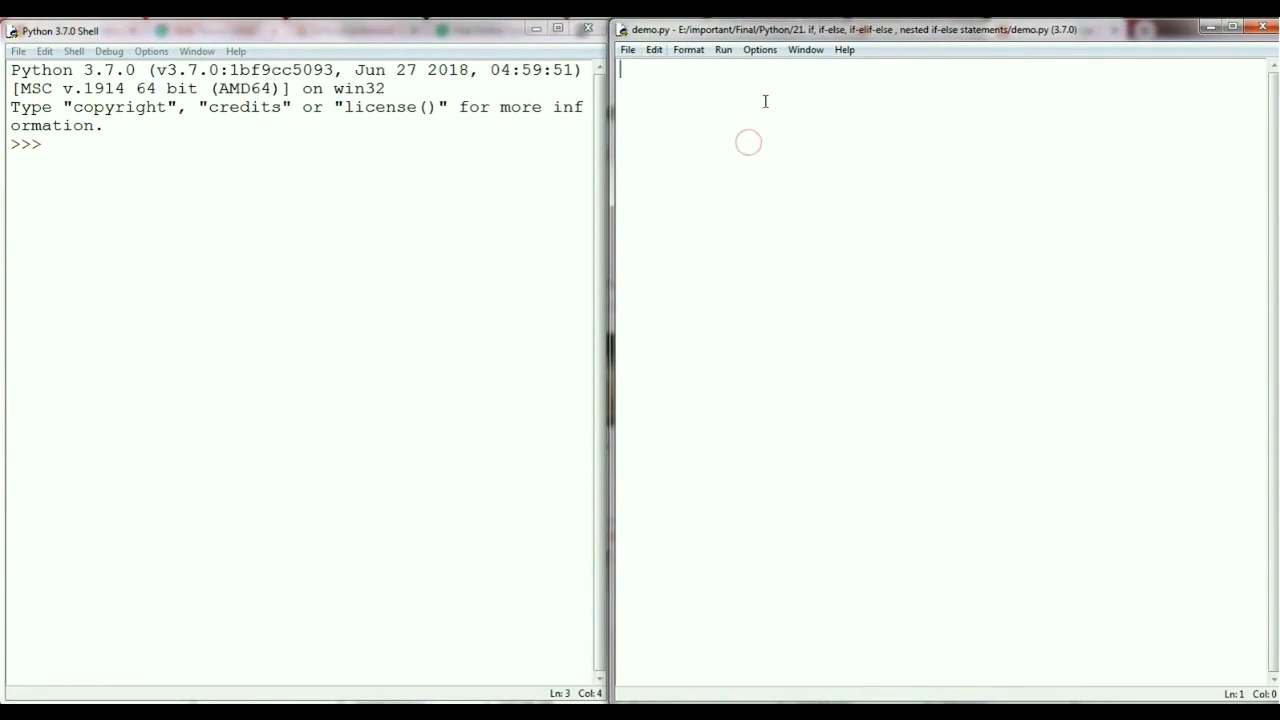 Python 3.7.0 Shell
File Edit Shell Debug Options Window Help
Python 3.7.0 (v3.7.0:1bf9cc5093, Jun 27 2018, 04:59:51)
[MSC v.1914 64 bit (AMD64)] on win32
Type "copyright", "credits" or "license()" for more inf
ormation.
>>>
Ln: 3 Col: 4
demo.py - E:/important/Final/Python/21. if, if-else, if-elif-else , nested if-else statements/demo.py (3.7.0)
File Edit Format Run Options Window Help
Ln: 1 Col: 0